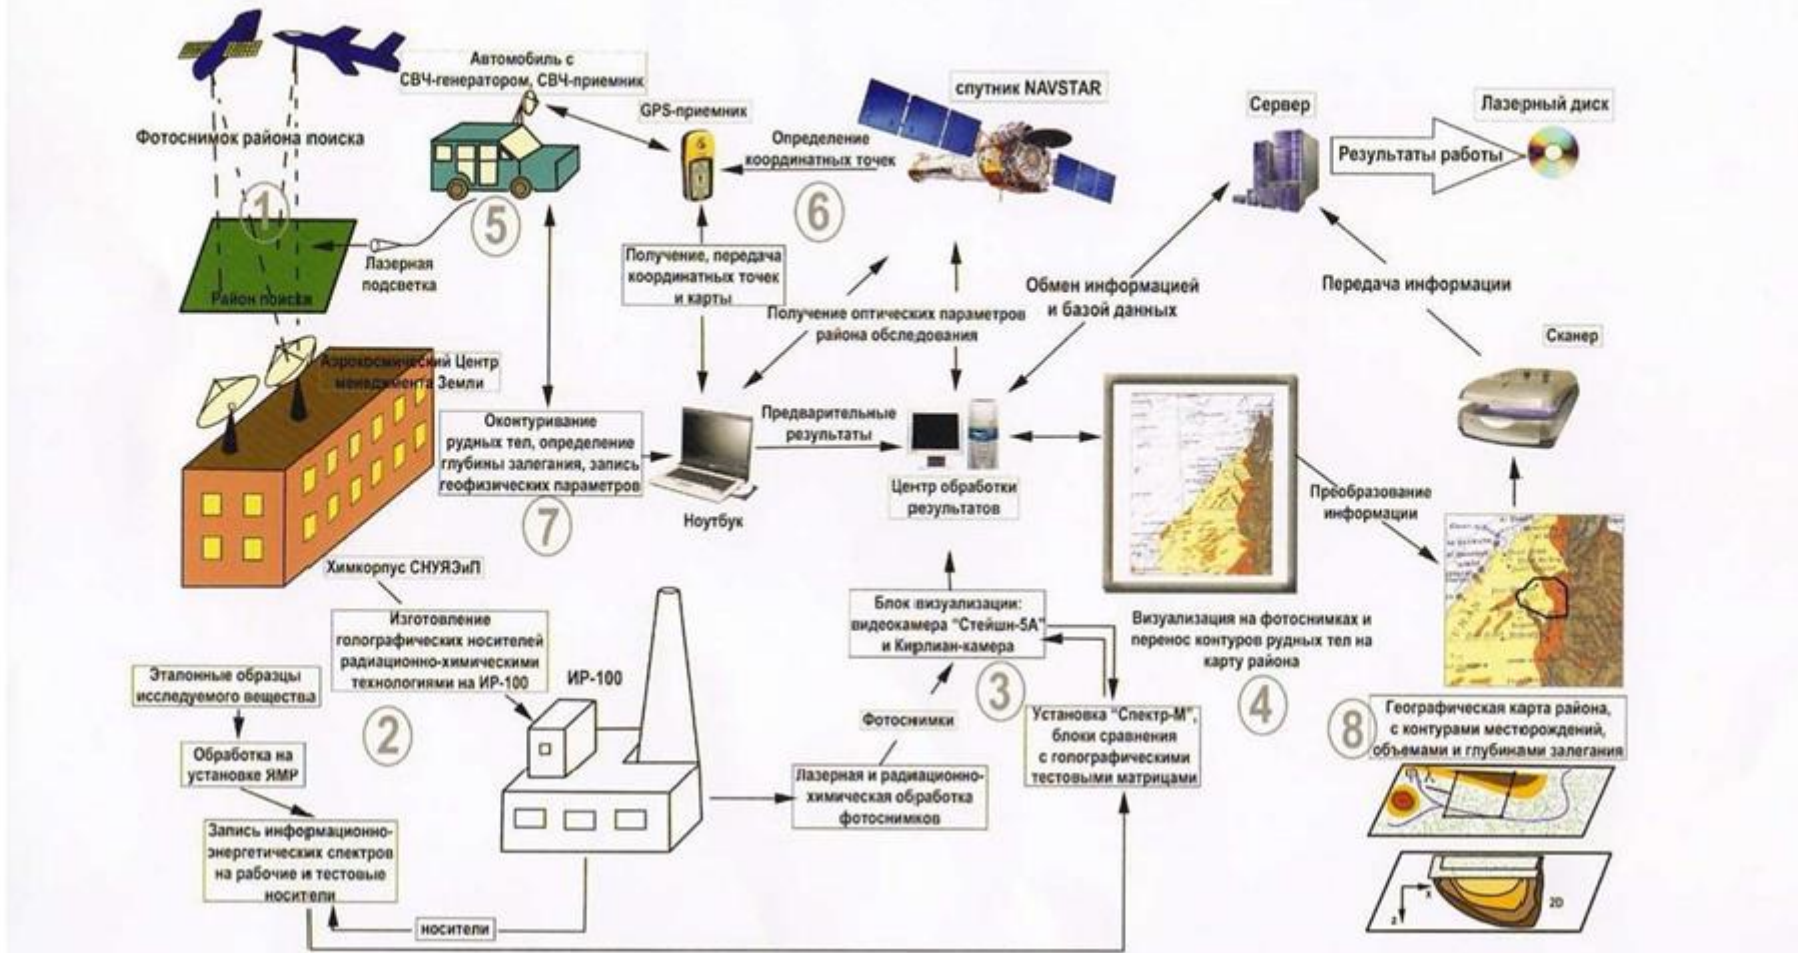 Автомобиль с
СВЧ-генератором, СВЧ-приемник
GPS-приемник
спутник NAVSTAR
Сервер
Лазерный диск
Фотоснимок района поиска
Определение
координатных точек
Результаты работы
1
5
6
Лазерная
подсветка
Район поиска
Получение, передача
координатных точек
и карты
Получение оптических параметров
района обследования
Обмен информацией
и базой данных
Передача информации
Сканер
Аэрокосмический Центр
менеджмента Земли
Оконтуривание
рудных тел, определение
глубины залегания, запись
геофизических параметров
7
Ноутбук
Предварительные
результаты
Центр обработки
результатов
Преобразование
информации
Химкорпус СНУЯЭиП
Изготовление
голографических носителей
радиационно-химическими
технологиями на ИР-100
ИР-100
Эталонные образцы
исследуемого вещества
2
Обработка на
установке ЯМР
Запись информационно-
энергетических спектров
на рабочие и тестовые
носители
носители
Блок визуализации:
видеокамера "Стейшн-5А"
и Кирлиан-камера
3
Фотоснимки
Лазерная и радиационно-
химическая обработка
фотоснимков
Установка "Спектр-М",
блоки сравнения
с голографическими
тестовыми матрицами
Визуализация на фотоснимках и
перенос контуров рудных тел на
карту района
4
8
Географическая карта района,
с контурами месторождений,
объемами и глубинами залегания
X
Z
2D